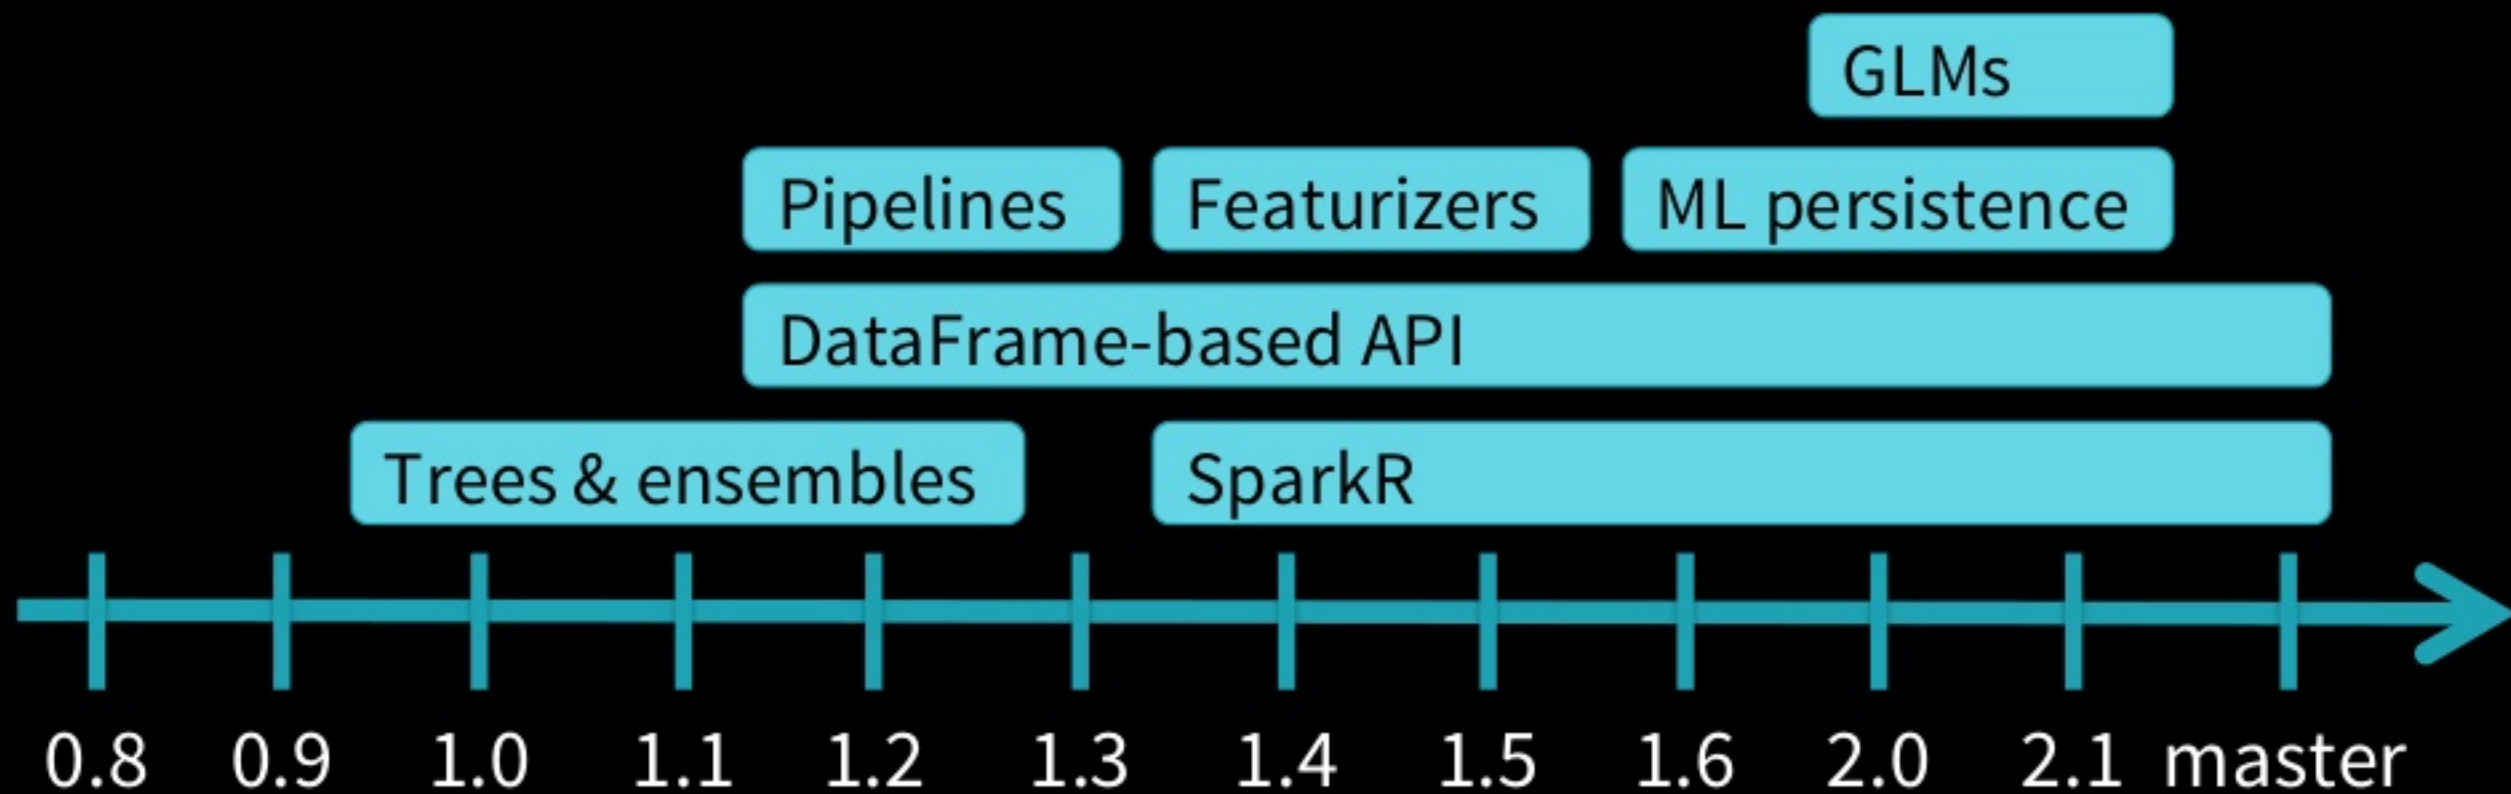 GLMs
Pipelines Featurizers ML persistence
DataFrame-based API
Trees & ensembles SparkR
0.8 0.9 1.0 1.1 1.2 1.3 1.4 1.5 1.6 2.0 2.1 master